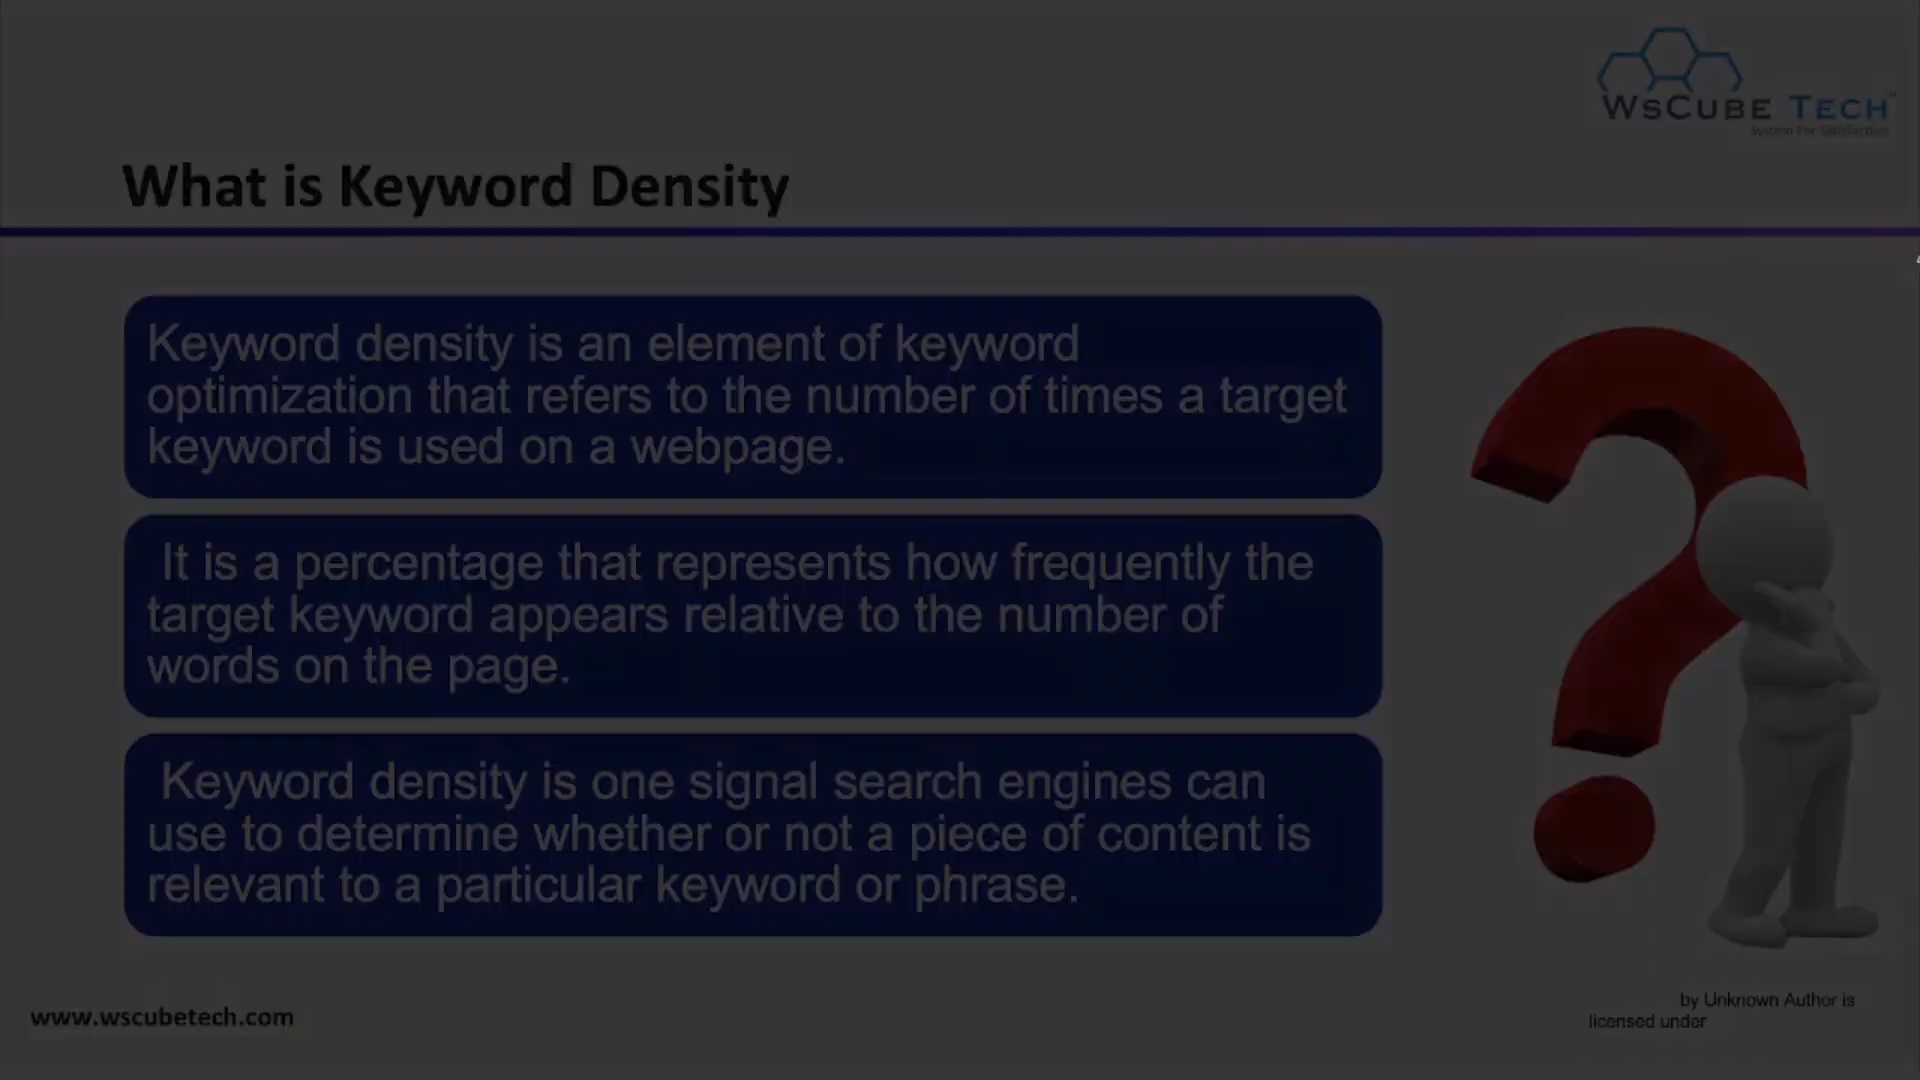 WsCube Tech
System For Satisfaction
What is Keyword Density
Keyword density is an element of keyword
optimization that refers to the number of times a target
keyword is used on a webpage.
It is a percentage that represents how frequently the
target keyword appears relative to the number of
words on the page.
Keyword density is one signal search engines can
use to determine whether or not a piece of content is
relevant to a particular keyword or phrase.
www.wscubetech.com
by Unknown Author is
licensed under